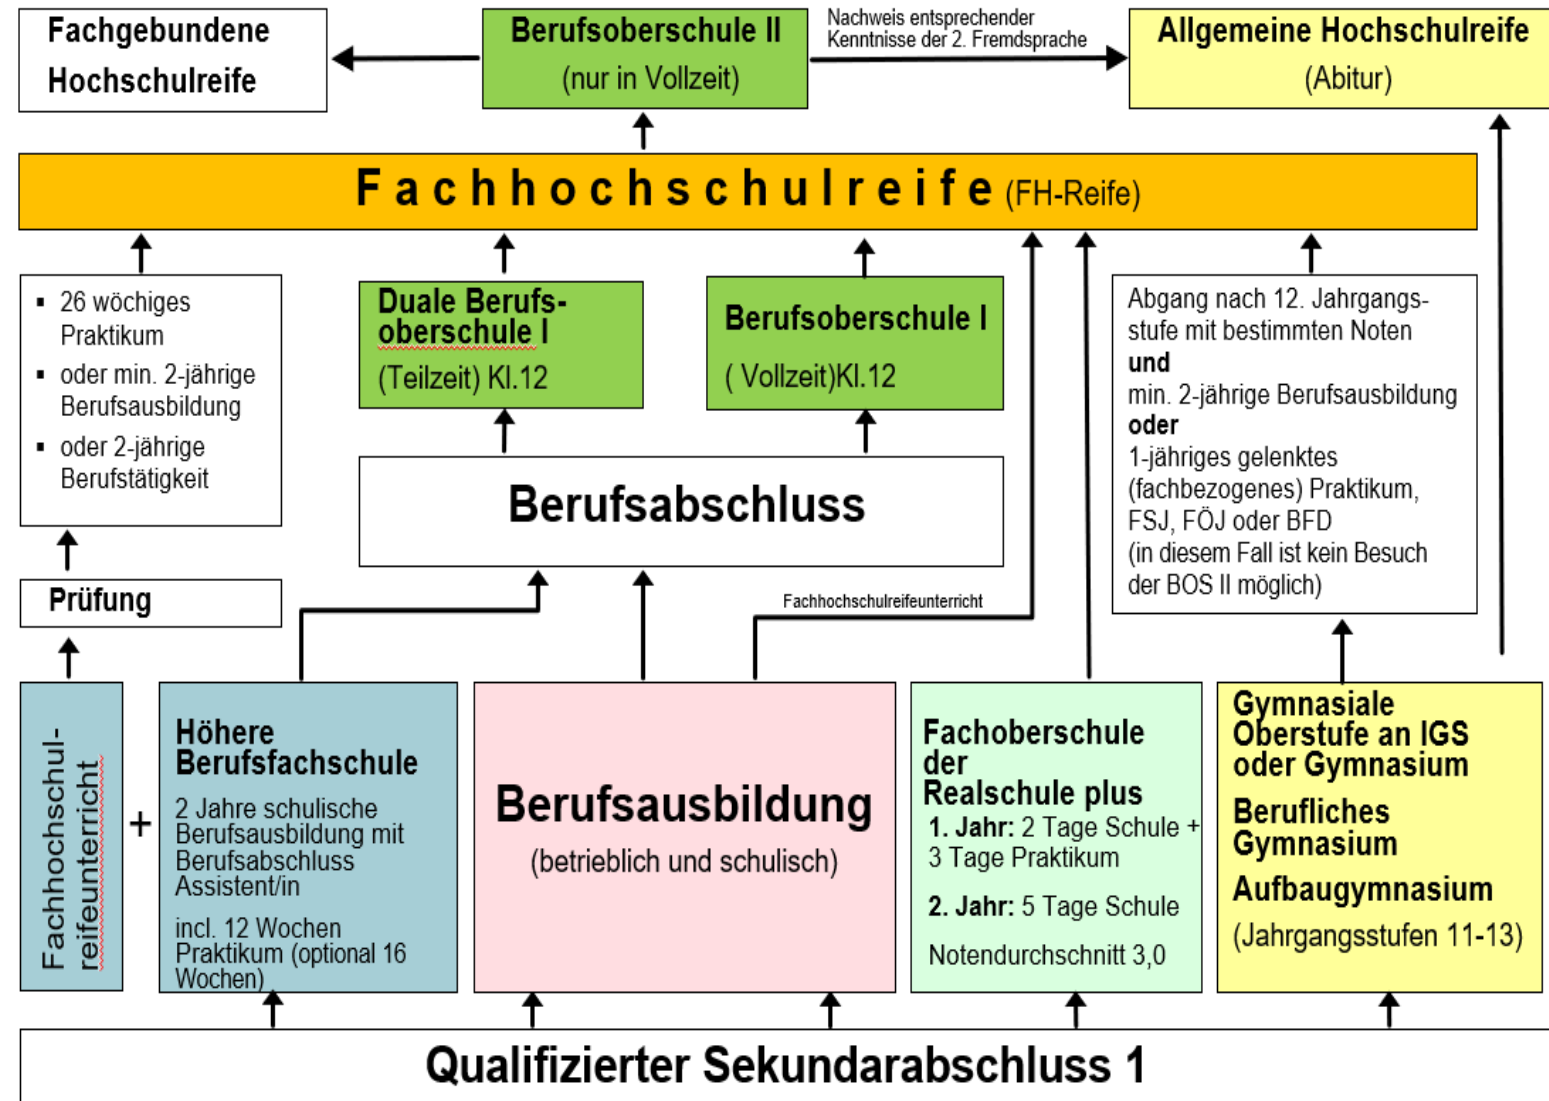 Fachgebundene
Hochschulreife
Berufsoberschule II
(nur in Vollzeit)
Nachweis entsprechender
Kenntnisse der 2. Fremdsprache
Allgemeine Hochschulreife
(Abitur)
Fachhochschulreife (FH-Reife)
▪ 26 wöchiges
Praktikum
▪ oder min. 2-jährige
Berufsausbildung
▪ oder 2-jährige
Berufstätigkeit
Duale Berufs-
oberschule I
(Teilzeit) Kl.12
Berufsoberschule I
( Vollzeit)Kl.12
Abgang nach 12. Jahrgangs-
stufe mit bestimmten Noten
und
min. 2-jährige Berufsausbildung
oder
1-jähriges gelenktes
(fachbezogenes) Praktikum,
FSJ, FÖJ oder BFD
(in diesem Fall ist kein Besuch
der BOS II möglich)
Berufsabschluss
Prüfung
Fachhochschulreifeunterricht
Fachhochschul-
reifeunterricht
+
Höhere
Berufsfachschule
2 Jahre schulische
Berufsausbildung mit
Berufsabschluss
Assistent/in
incl. 12 Wochen
Praktikum (optional 16
Wochen)
Berufsausbildung
(betrieblich und schulisch)
Fachoberschule
der
Realschule plus
1. Jahr: 2 Tage Schule +
3 Tage Praktikum
2. Jahr: 5 Tage Schule
Notendurchschnitt 3,0
Gymnasiale
Oberstufe an IGS
oder Gymnasium
Berufliches
Gymnasium
Aufbaugymnasium
(Jahrgangsstufen 11-13)
Qualifizierter Sekundarabschluss 1